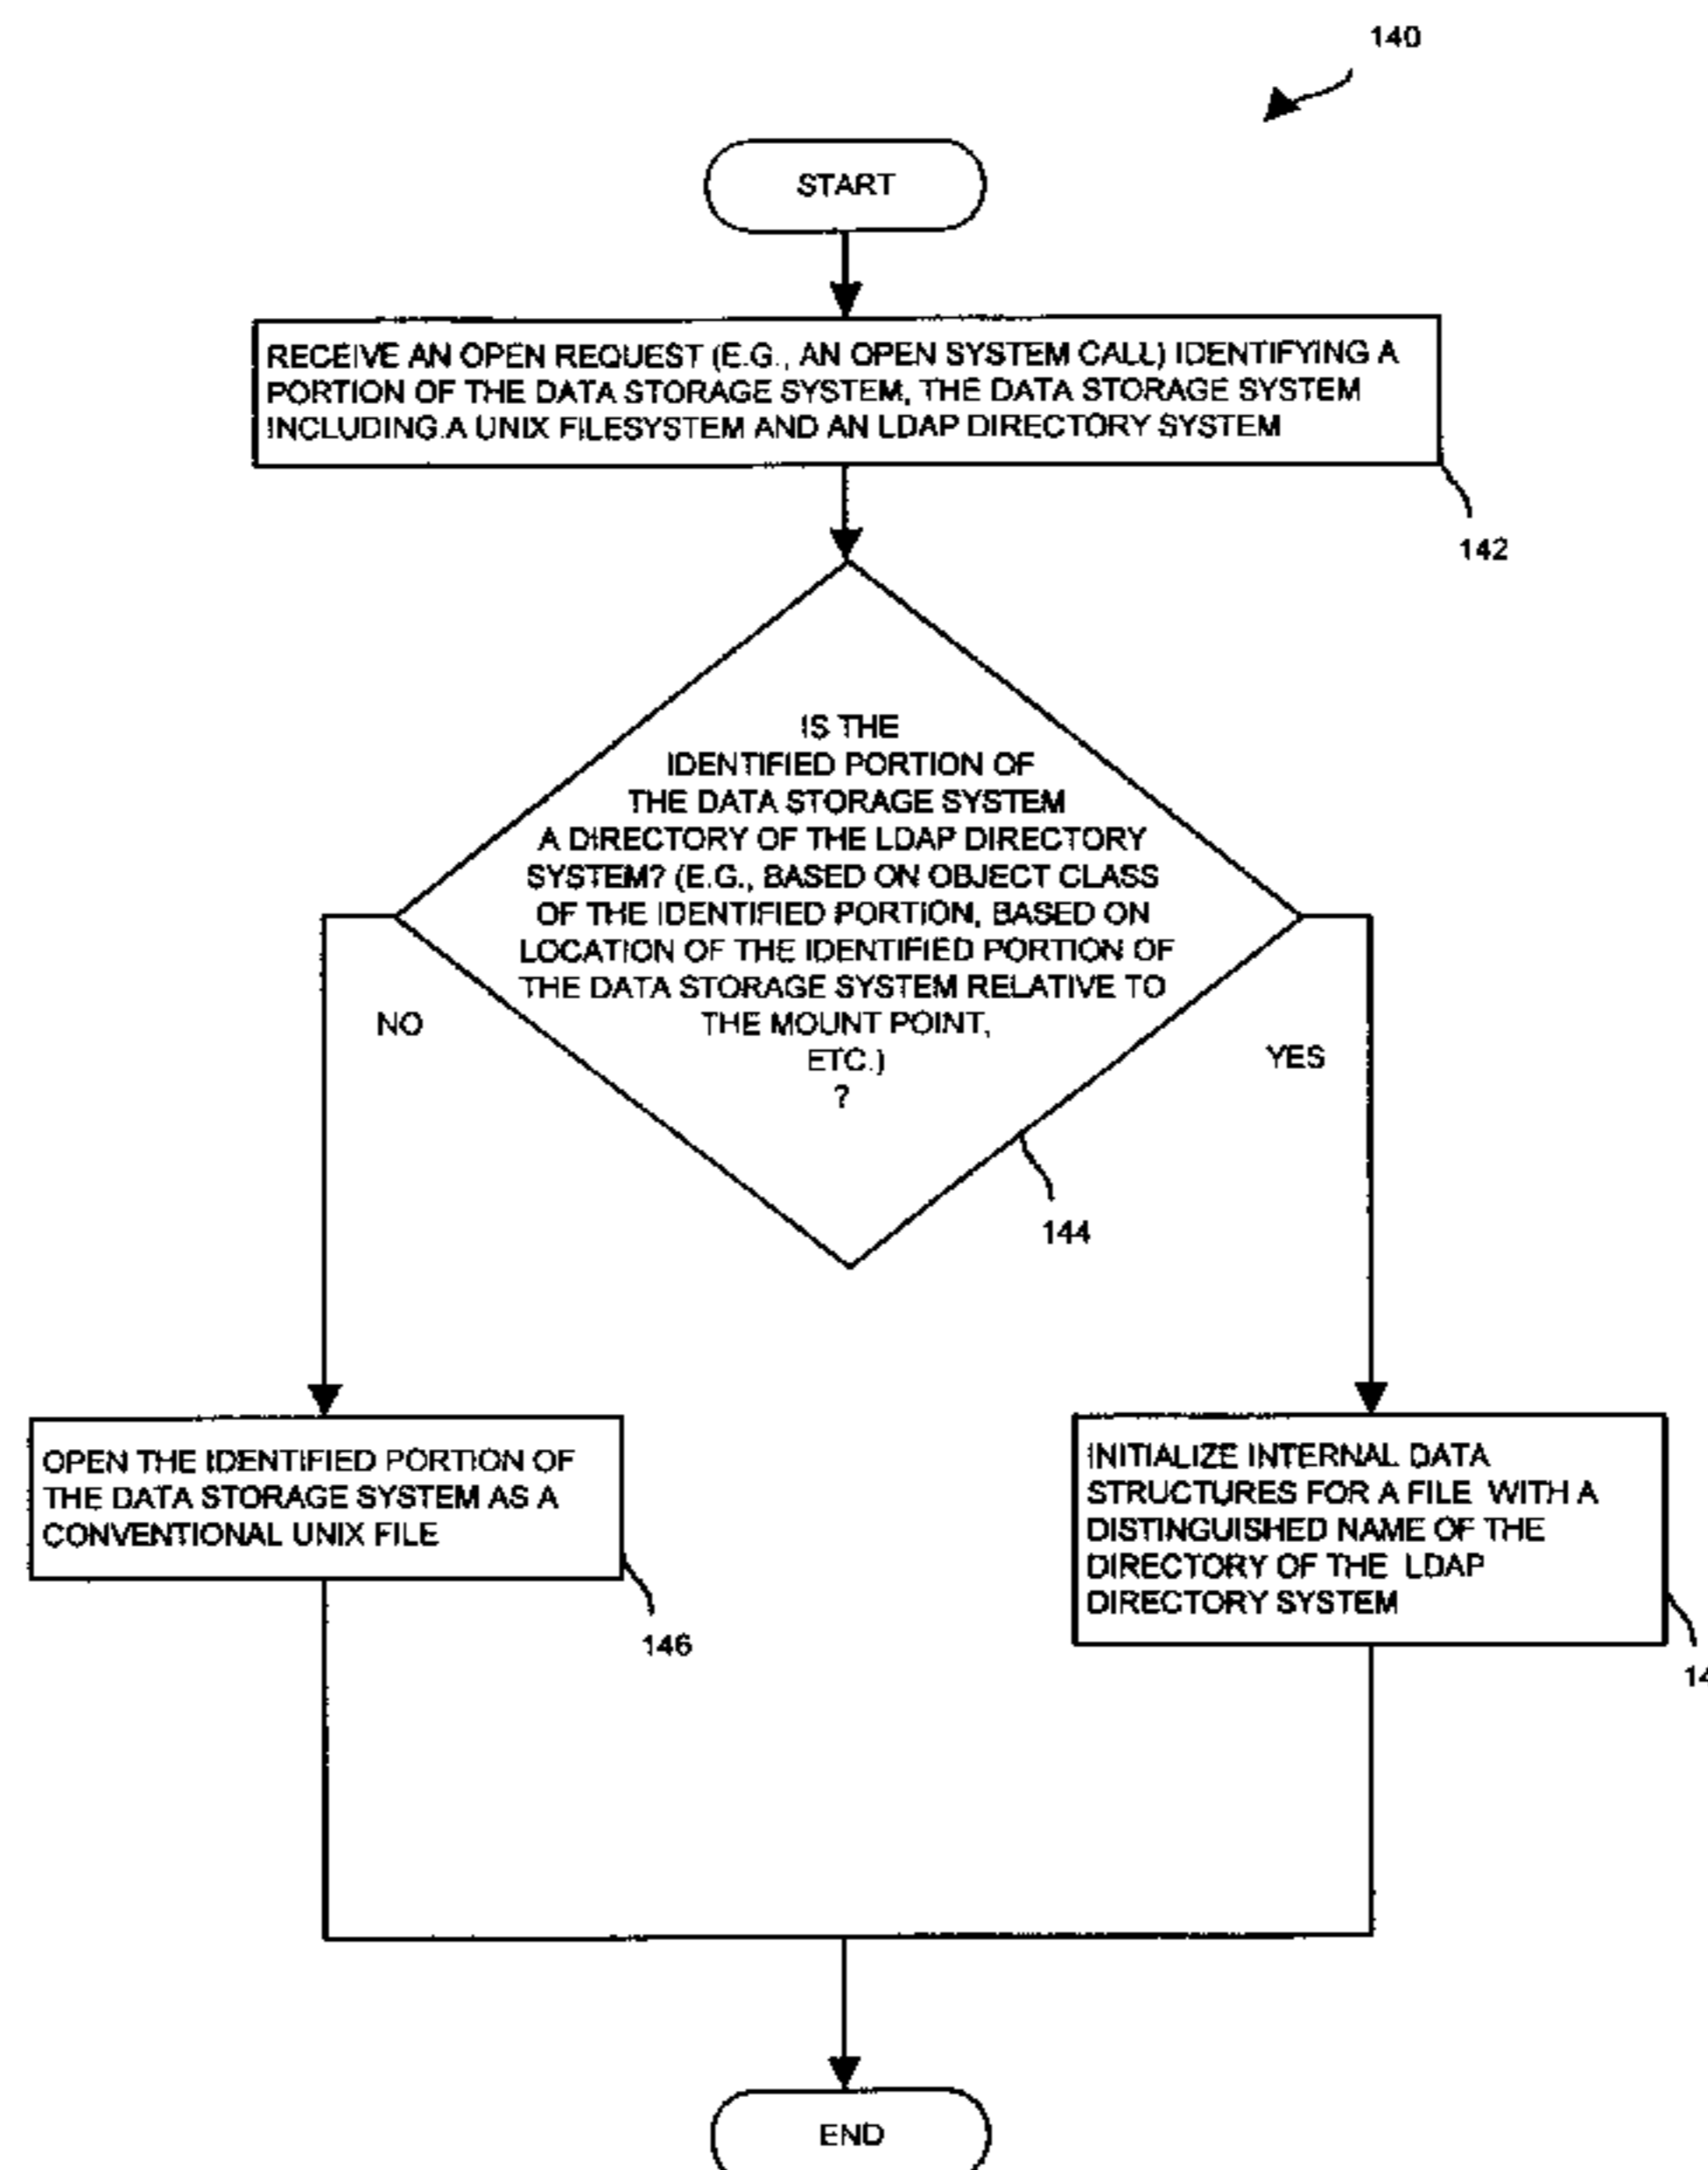 140
START
RECEIVE AN OPEN REQUEST (E.G., AN OPEN SYSTEM CALL) IDENTIFYING A
PORTION OF THE DATA STORAGE SYSTEM, THE DATA STORAGE SYSTEM
INCLUDING A UNIX FILESYSTEM AND AN LDAP DIRECTORY SYSTEM
142
IS THE
IDENTIFIED PORTION OF
THE DATA STORAGE SYSTEM
A DIRECTORY OF THE LDAP DIRECTORY
SYSTEM? (E.G., BASED ON OBJECT CLASS
OF THE IDENTIFIED PORTION, BASED ON
LOCATION OF THE IDENTIFIED PORTION OF
THE DATA STORAGE SYSTEM RELATIVE TO
THE MOUNT POINT,
ETC.)
?
NO
YES
144
OPEN THE IDENTIFIED PORTION OF
THE DATA STORAGE SYSTEM AS A
CONVENTIONAL UNIX FILE
146
INITIALIZE INTERNAL DATA
STRUCTURES FOR A FILE WITH A
DISTINGUISHED NAME OF THE
DIRECTORY OF THE LDAP
DIRECTORY SYSTEM
END